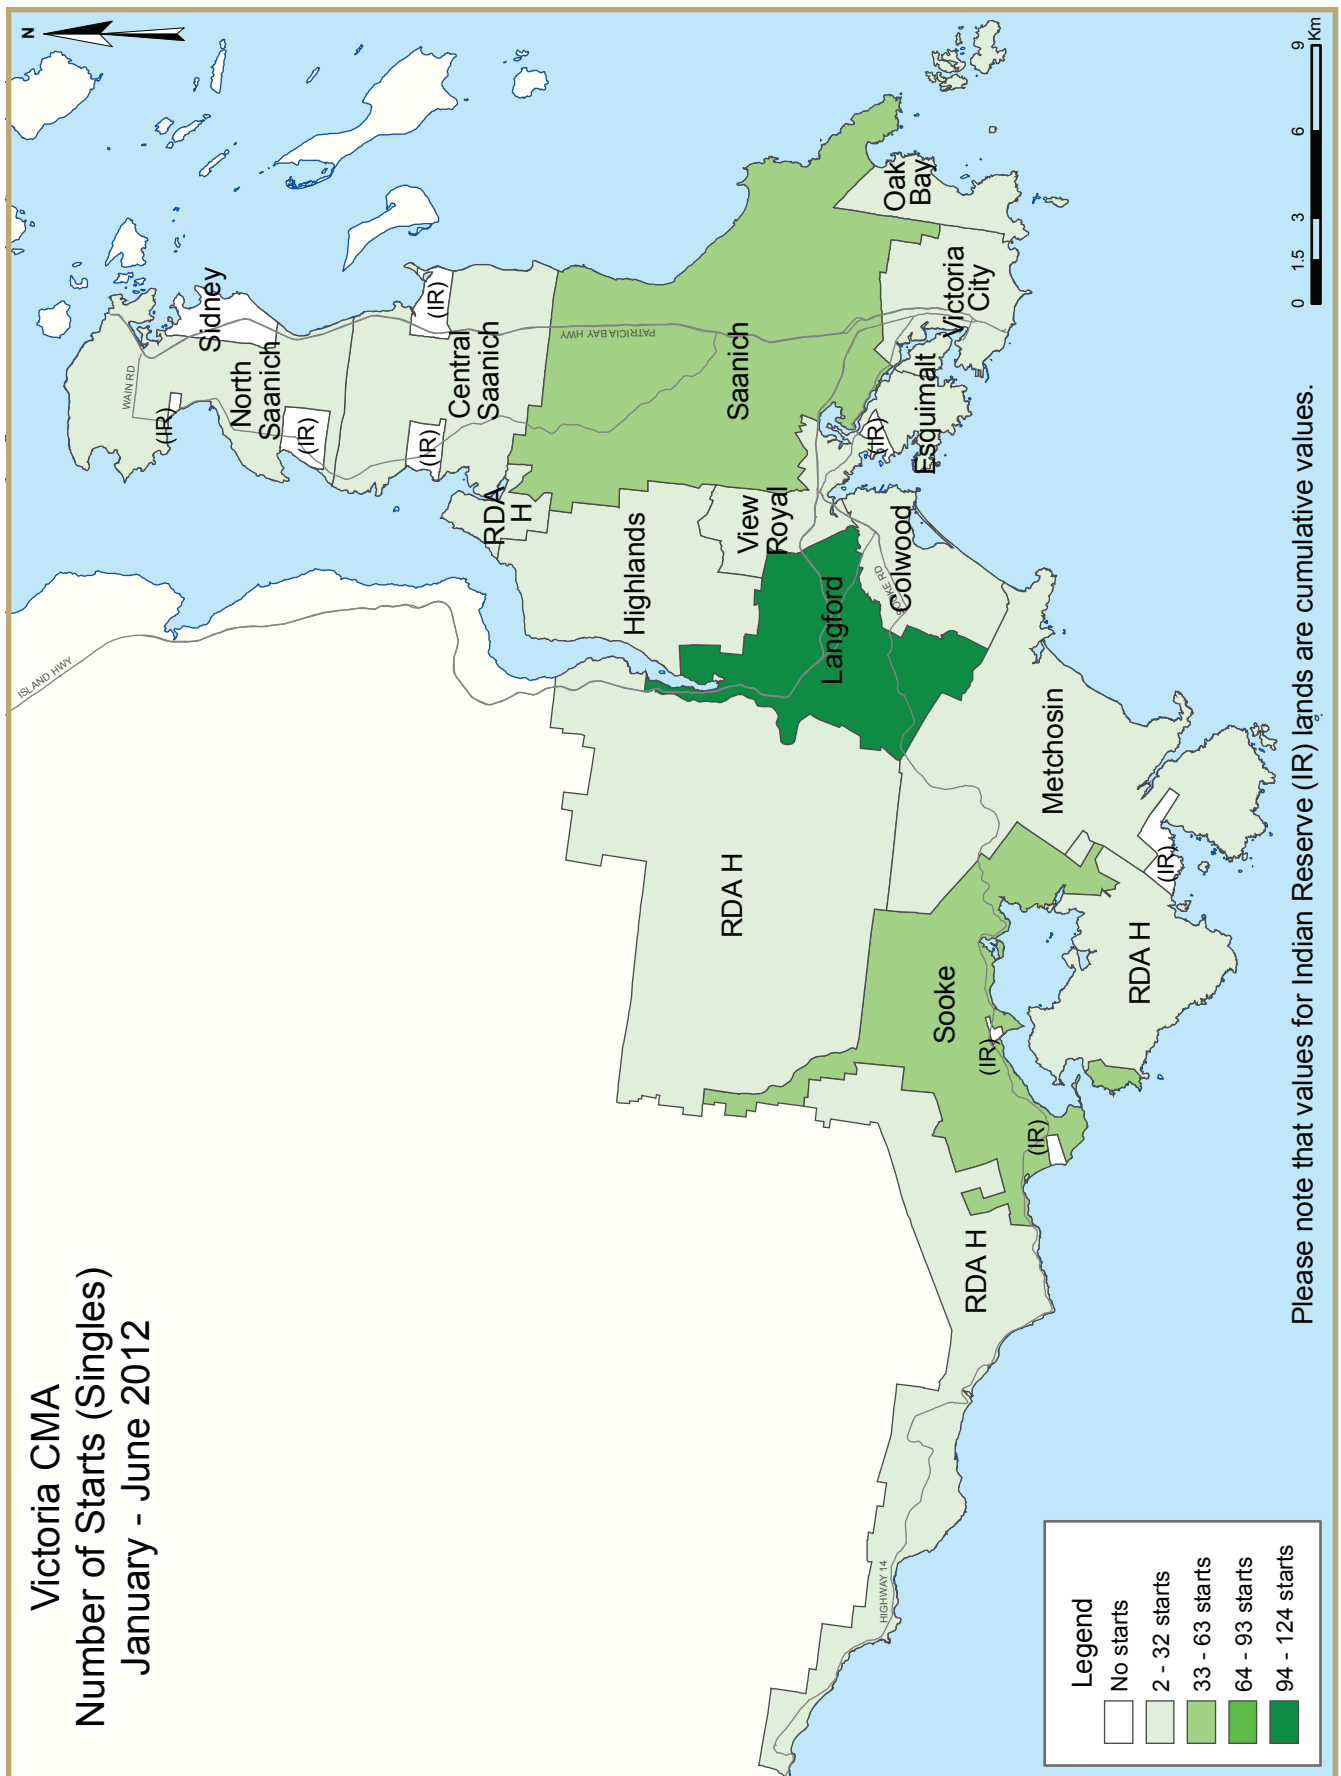 Victoria CMA
Number of Starts (Singles)
January - June 2012
N
ISLAND HWY
WAIN RD
Sidney
(IR)
North
Saanich
(IR)
(IR)
Central
Saanich
(IR)
PATRICIA BAY HWY
RDA
H
Saanich
Highlands
View
Royal
Oak
Bay
Victoria
City
Esquimalt
(IR)
Langford
Colwood
SOOKE RD
Metchosin
(IR)
RDA H
Sooke
(IR)
(IR)
RDA H
RDA H
HIGHWAY 14
Legend
No starts
2 - 32 starts
33 - 63 starts
64 - 93 starts
94 - 124 starts
0 1.5 3 6 9
Km
Please note that values for Indian Reserve (IR) lands are cumulative values.